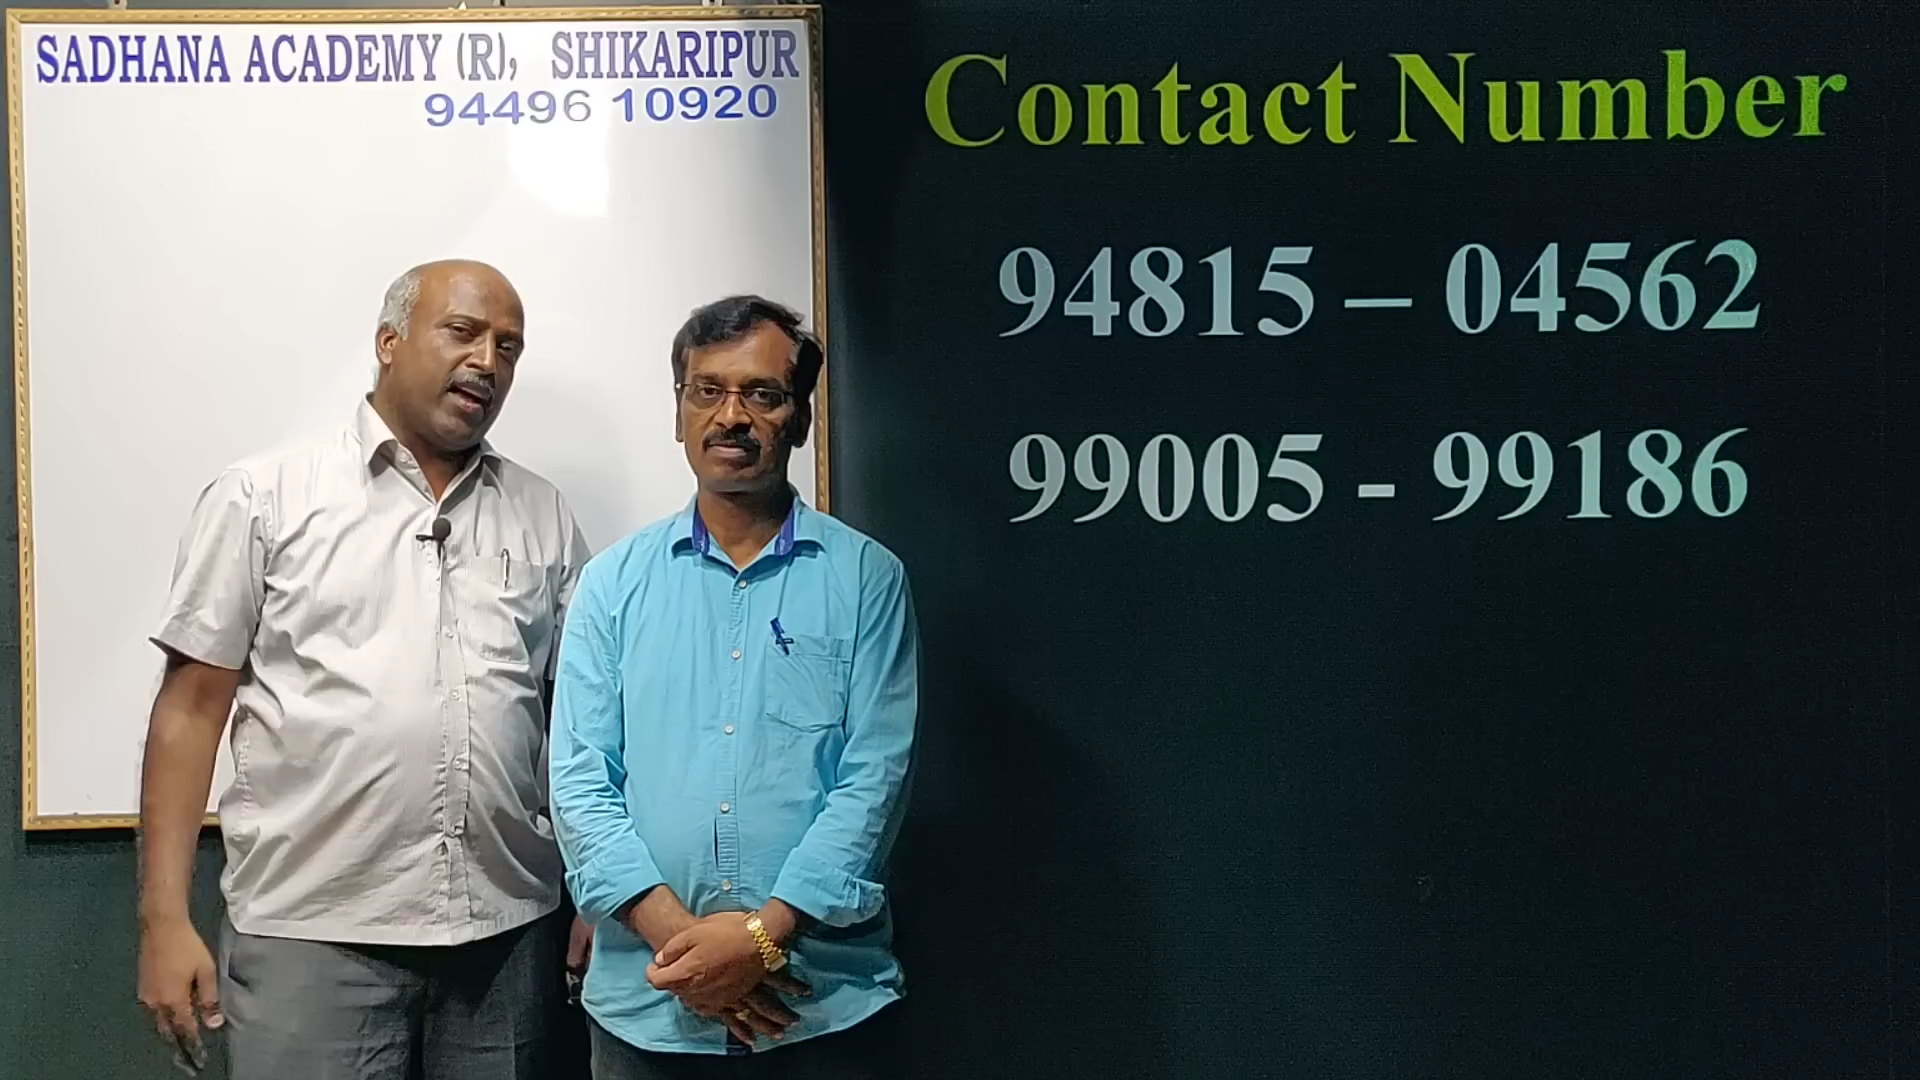 SADHANA ACADEMY (R), SHIKARIPUR
94496 10920
Contact Number
94815 – 04562
99005 - 99186